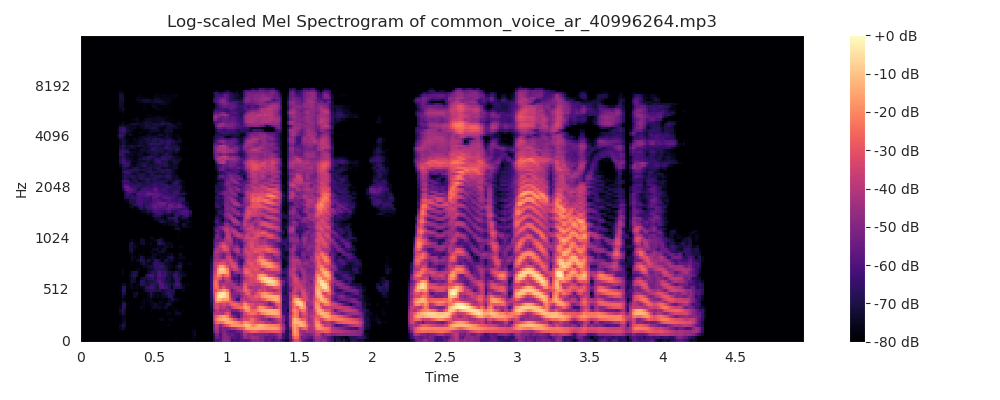 Log-scaled Mel Spectrogram of common_voice_ar_40996264.mp3
Hz
8192
4096
2048
1024
512
0
0 0.5 1 1.5 2 2.5 3 3.5 4 4.5
Time
+0 dB
-10 dB
-20 dB
-30 dB
-40 dB
-50 dB
-60 dB
-70 dB
-80 dB